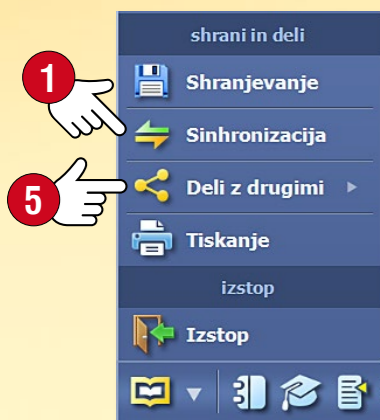 shrani in deli
1
Shranjevanje
Sinhronizacija
5
Deli z drugimi
Tiskanje
izstop
Izstop